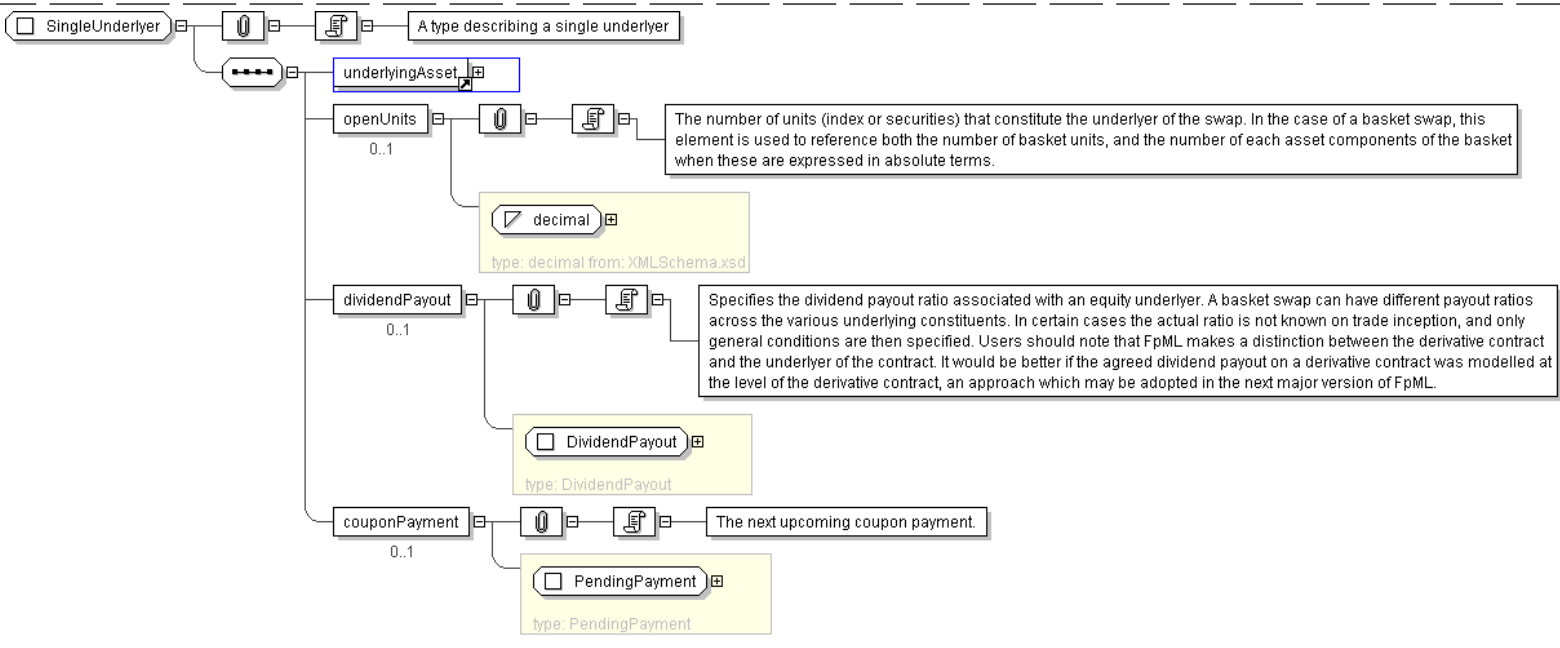 SingleUnderlyer
A type describing a single underlyer
underlyingAsset
openUnits
0..1
The number of units (index or securities) that constitute the underlyer of the swap. In the case of a basket swap, this
element is used to reference both the number of basket units, and the number of each asset components of the basket
when these are expressed in absolute terms.
decimal
type: decimal from: XMLSchema.xsd
dividendPayout
0..1
Specifies the dividend payout ratio associated with an equity underlyer. A basket swap can have different payout ratios
across the various underlying constituents. In certain cases the actual ratio is not known on trade inception, and only
general conditions are then specified. Users should note that FpML makes a distinction between the derivative contract
and the underlyer of the contract. It would be better if the agreed dividend payout on a derivative contract was modelled at
the level of the derivative contract, an approach which may be adopted in the next major version of FpML.
DividendPayout
type: DividendPayout
couponPayment
0..1
The next upcoming coupon payment.
PendingPayment
type: PendingPayment